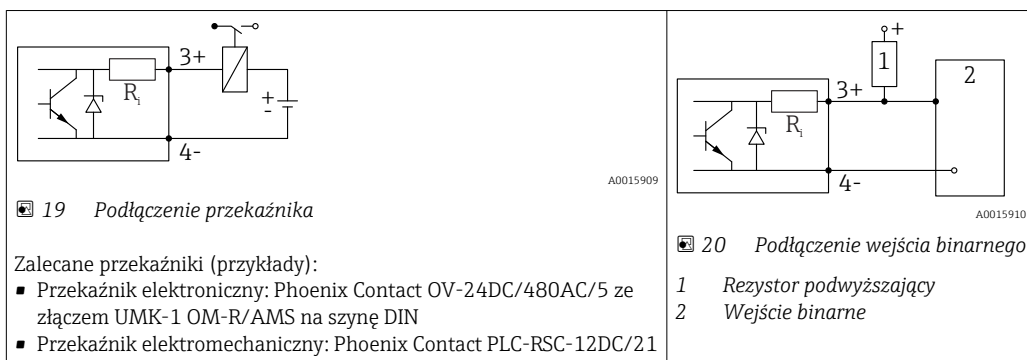 3+
R_i
+
-
4-
A0015909
19 Podłączenie przekaźnika
Zalecane przekaźniki (przykłady):
▪ Przekaźnik elektroniczny: Phoenix Contact OV-24DC/480AC/5 ze
złączem UMK-1 OM-R/AMS na szynę DIN
▪ Przekaźnik elektromechaniczny: Phoenix Contact PLC-RSC-12DC/21
+
1
2
3+
R_i
4-
A0015910
20 Podłączenie wejścia binarnego
1 Rezystor podwyższający
2 Wejście binarne